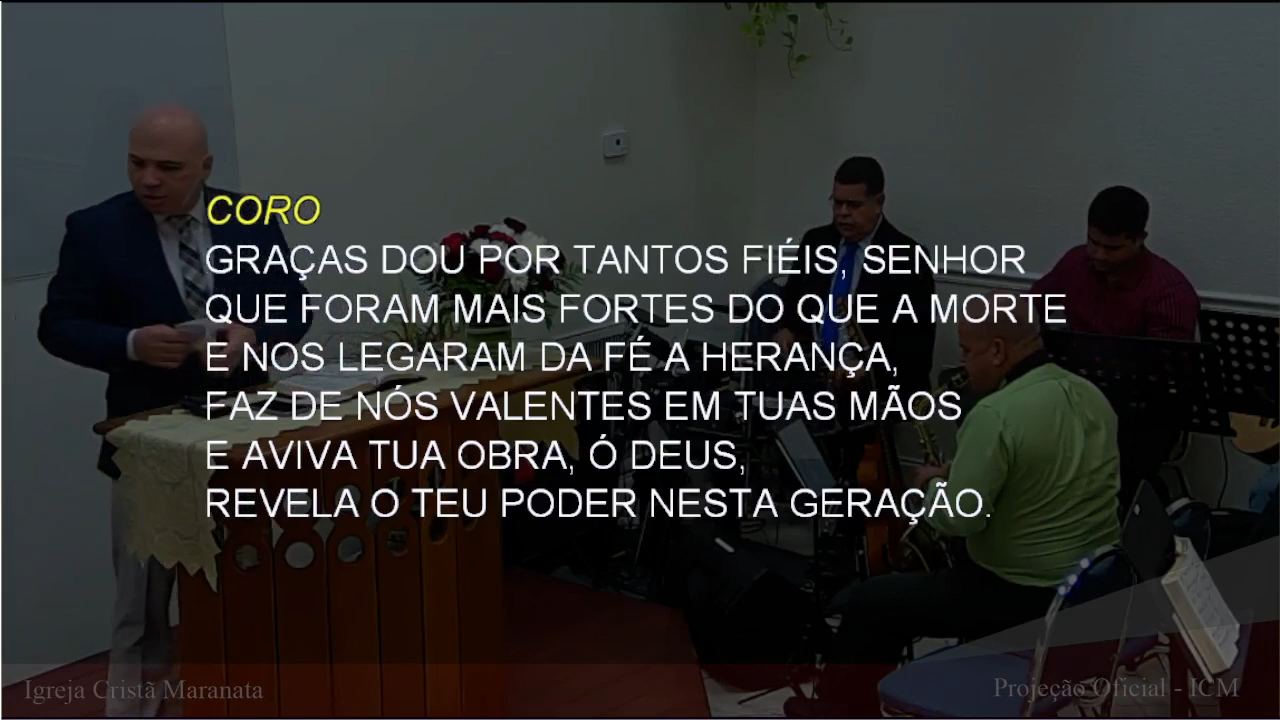 CORO
GRAÇAS DOU POR TANTOS FIÉIS, SENHOR
QUE FORAM MAIS FORTES DO QUE A MORTE
E NOS LEGARAM DA FÉ A HERANÇA,
FAZ DE NÓS VALENTES EM TUAS MÃOS
E AVIVA TUA OBRA, Ó DEUS,
REVELA O TEU PODER NESTA GERAÇÃO.
Igreja Cristã Maranata
Projeção Oficial - ICM